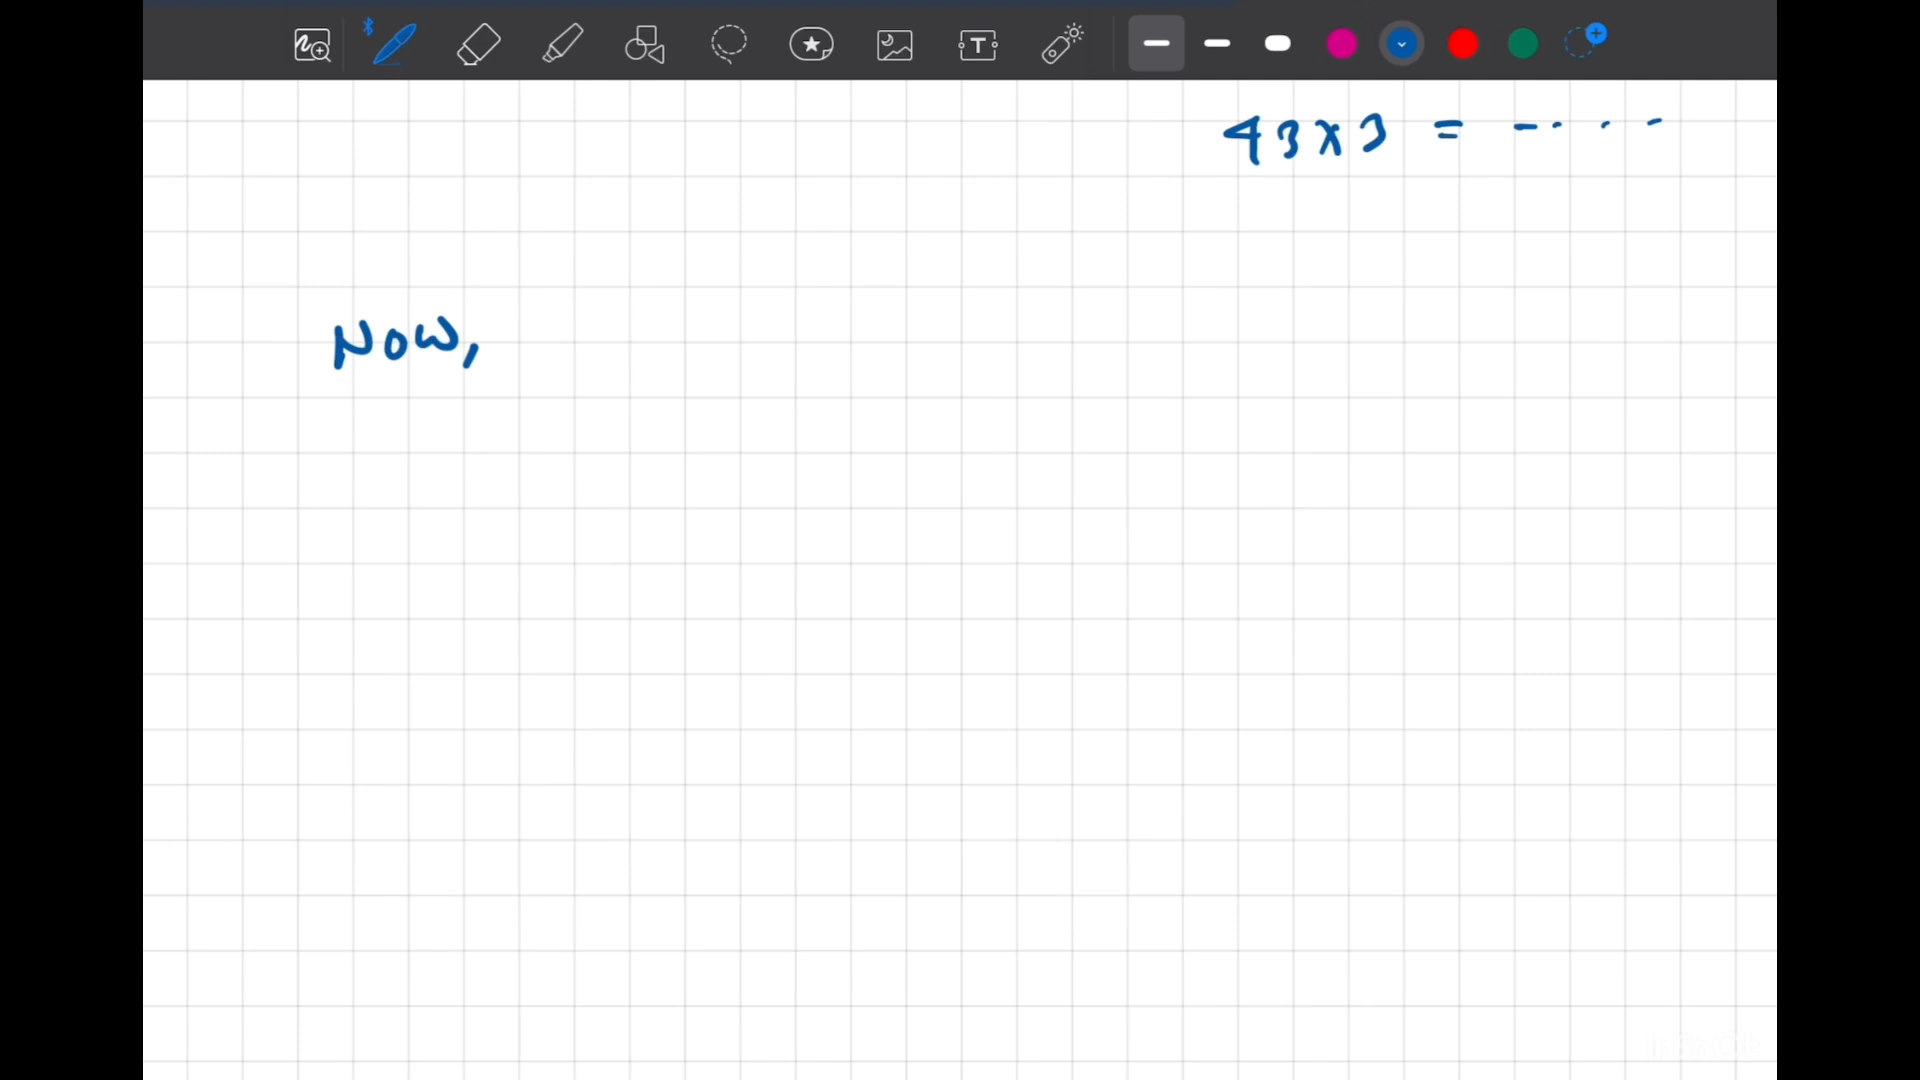 43x3 = -....
Now,